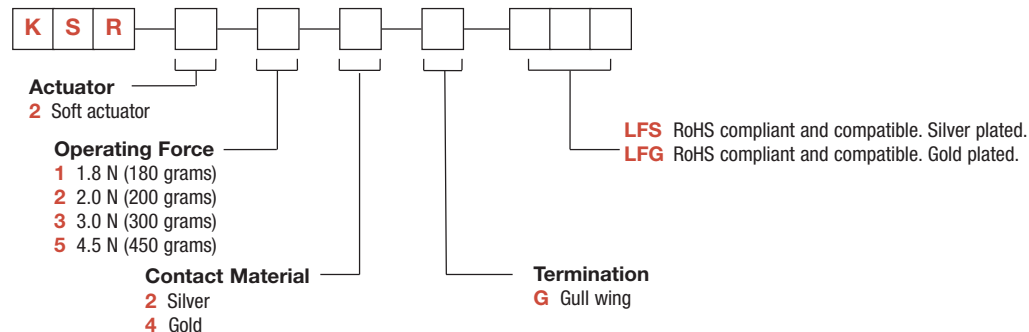 K S R
Actuator
2 Soft actuator
Operating Force
1 1.8 N (180 grams)
2 2.0 N (200 grams)
3 3.0 N (300 grams)
5 4.5 N (450 grams)
Contact Material
2 Silver
4 Gold
Termination
G Gull wing
LFS RoHS compliant and compatible. Silver plated.
LFG RoHS compliant and compatible. Gold plated.